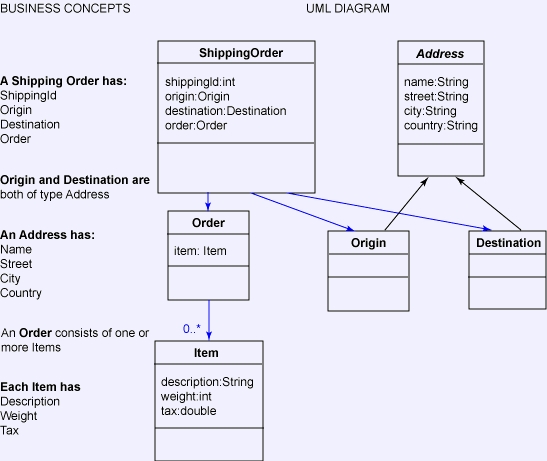 BUSINESS CONCEPTS
UML DIAGRAM
A Shipping Order has:
ShippingId
Origin
Destination
Order
Origin and Destination are
both of type Address
An Address has:
Name
Street
City
Country
An Order consists of one or
more Items
Each Item has
Description
Weight
Tax
ShippingOrder
shippingId:int
origin:Origin
destination:Destination
order:Order
Address
name:String
street:String
city:String
country:String
Order
item: Item
Origin
Destination
0..*
Item
description:String
weight:int
tax:double